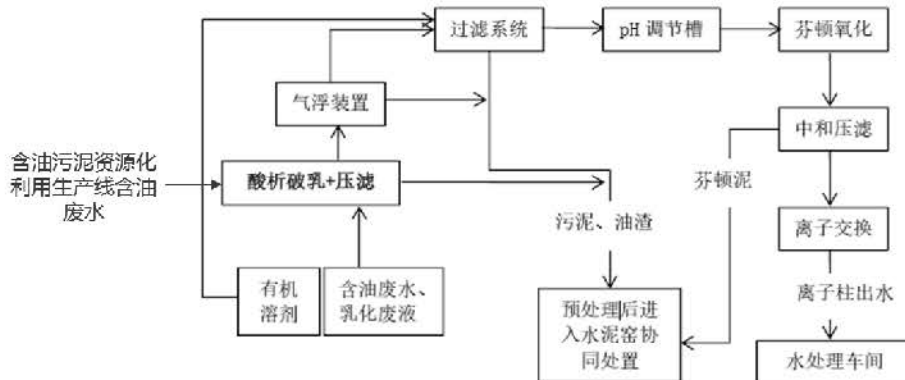 过滤系统
pH 调节槽
芬顿氧化
气浮装置
中和压滤
含油污泥资源化
利用生产线含油
废水
酸析破乳+压滤
芬顿泥
污泥、油渣
离子交换
有机
溶剂
含油废水、
乳化废液
预处理后进
入水泥窑协
同处置
离子柱出水
水处理车间